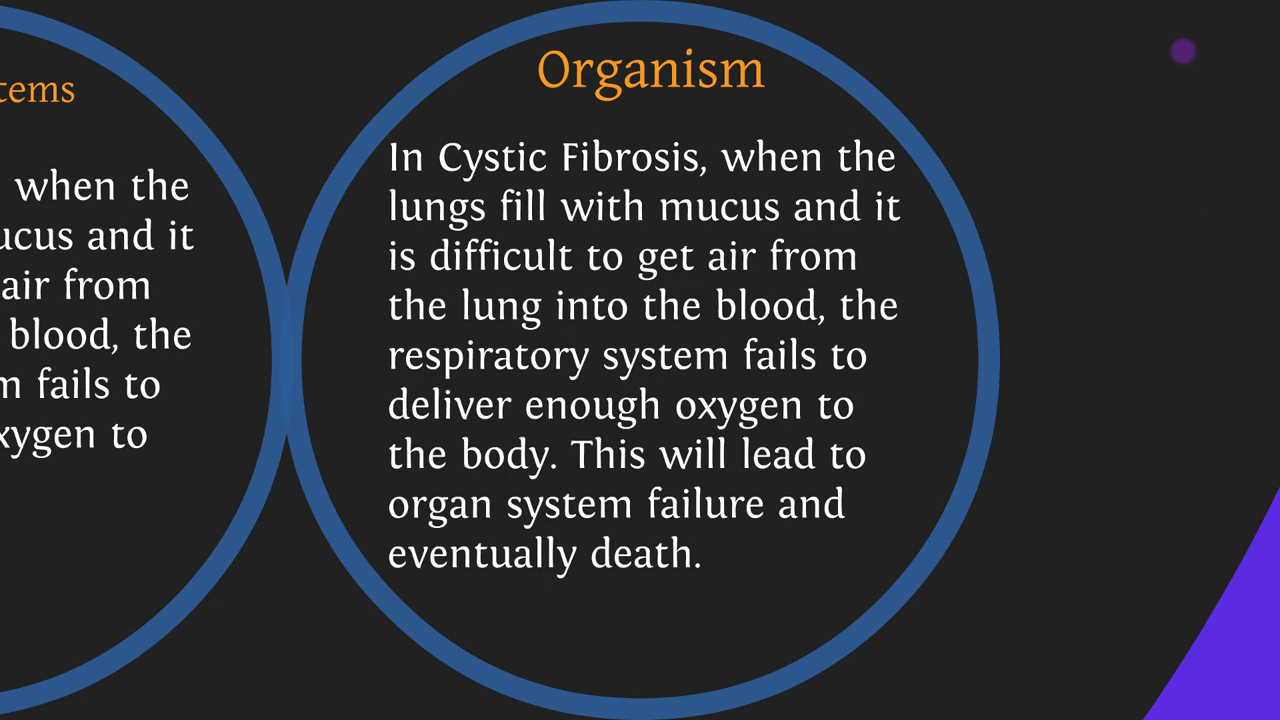 tems
when the
ucus and it
air from
blood, the
m fails to
xygen to
Organism
In Cystic Fibrosis, when the
lungs fill with mucus and it
is difficult to get air from
the lung into the blood, the
respiratory system fails to
deliver enough oxygen to
the body. This will lead to
organ system failure and
eventually death.